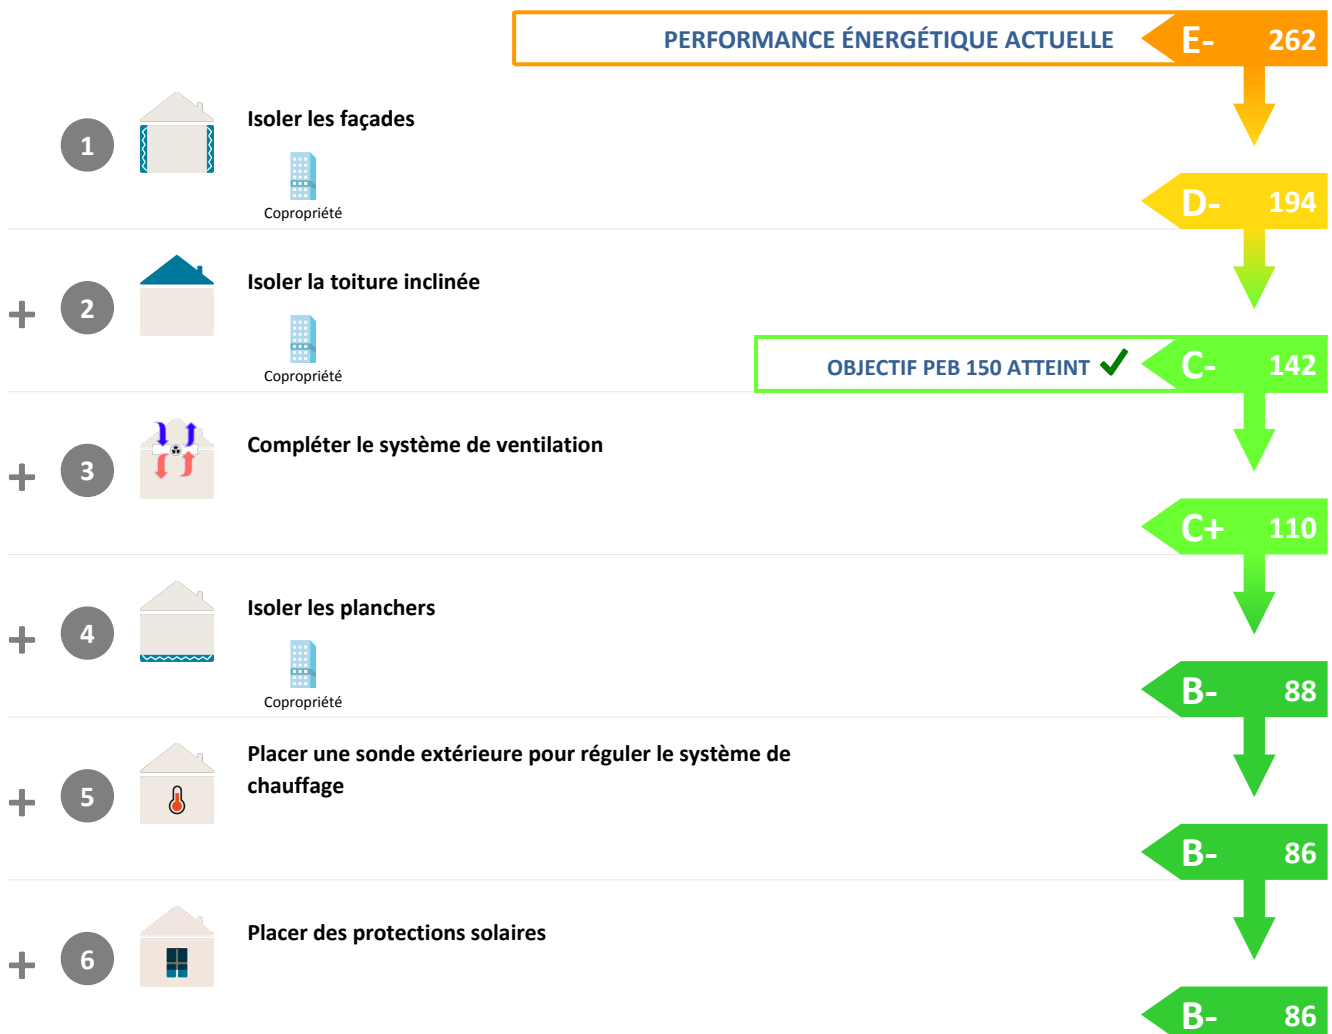 PERFORMANCE ÉNERGÉTIQUE ACTUELLE E- 262
1 Isoler les façades
Copropriété
D- 194
+ 2 Isoler la toiture inclinée
Copropriété
OBJECTIF PEB 150 ATTEINT ✓ C- 142
+ 3 Compléter le système de ventilation
C+ 110
+ 4 Isoler les planchers
Copropriété
B- 88
+ 5 Placer une sonde extérieure pour réguler le système de
chauffage
B- 86
+ 6 Placer des protections solaires
B- 86